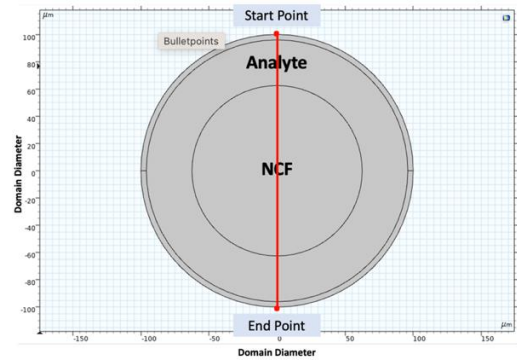 µm
Start Point
Bulletpoints
Analyte
NCF
End Point
Domain Diameter
100
80
60
40
20
0
-20
-40
-60
-80
-100
-150
-100
-50
0
50
100
150
µm
Domain Diameter